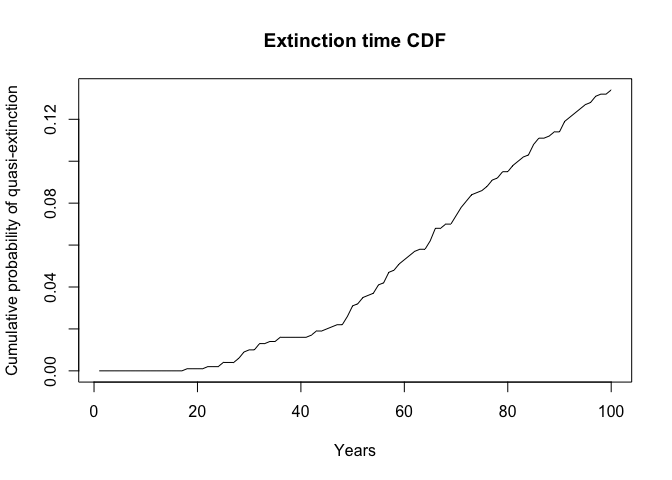 Extinction time CDF
Cumulative probability of quasi-extinction
0.12
0.08
0.04
0.00
0 20 40 60 80 100
Years